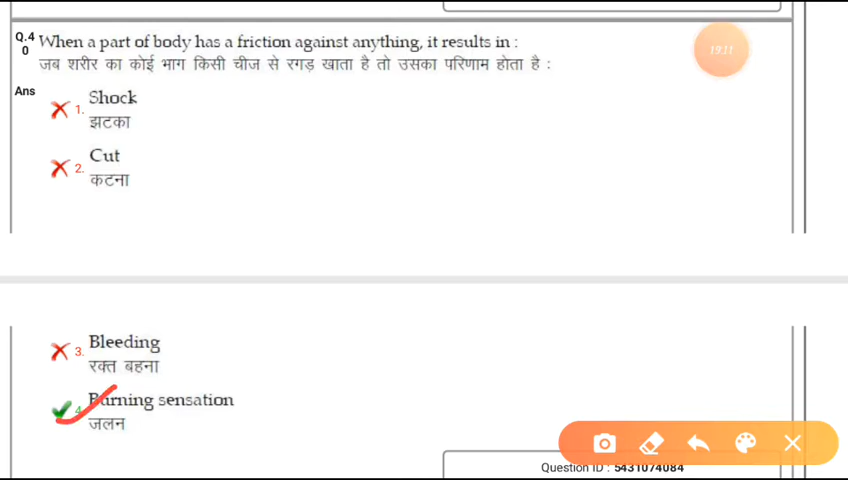 Q.4 When a part of body has a friction against anything, it results in :
0 जब शरीर का कोई भाग किसी चीज से रगड़ खाता है तो उसका परिणाम होता है :
19:11
Ans
1. Shock
झटका
2. Cut
कटना
3. Bleeding
रक्त बहना
4. Burning sensation
जलन
Question ID : 5431074084